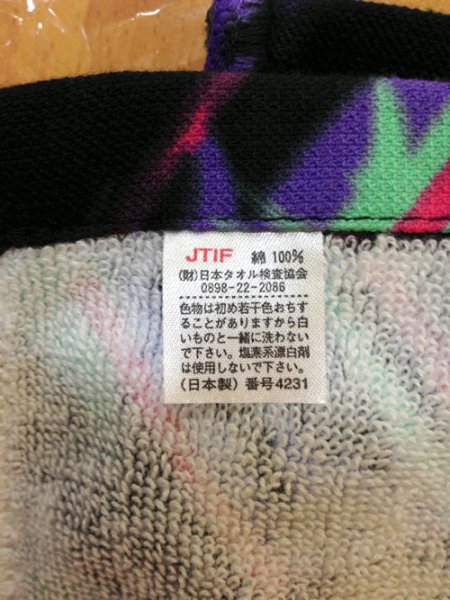 JTIF 綿 100%
(財)日本タオル検査協会
0898-22-2086
色物は初め若干色おちす
ることがありますから白
いものと一緒に洗わない
で下さい。塩素系漂白剤
は使用しないで下さい。
(日本製) 番号4231